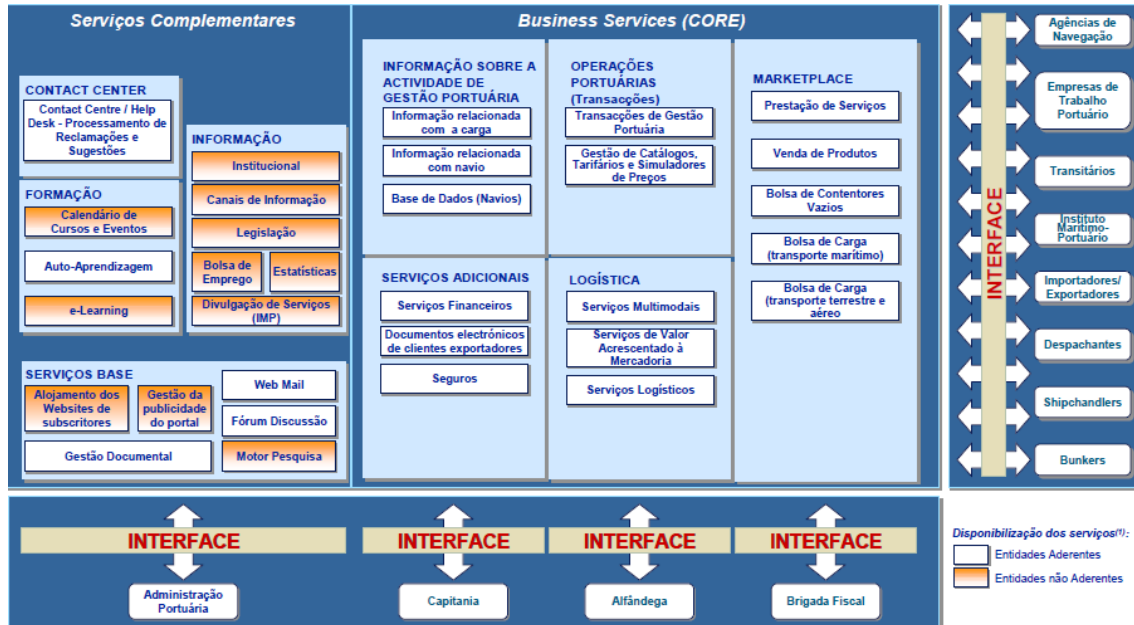 Serviços Complementares
CONTACT CENTER
Contact Centre / Help
Desk - Processamento de
Reclamações e
Sugestões
FORMAÇÃO
Calendário de
Cursos e Eventos
Auto-Aprendizagem
e-Learning
INFORMAÇÃO
Institucional
Canais de Informação
Legislação
Bolsa de
Emprego
Estatísticas
Divulgação de Serviços
(IMP)
SERVIÇOS BASE
Alojamento dos
Websites de
subscritores
Gestão da
publicidade
do portal
Web Mail
Fórum Discussão
Gestão Documental
Motor Pesquisa
Business Services (CORE)
INFORMAÇÃO SOBRE A
ACTIVIDADE DE
GESTÃO PORTUÁRIA
Informação relacionada
com a carga
Informação relacionada
com navio
Base de Dados (Navios)
OPERAÇÕES
PORTUÁRIAS
(Transacções)
Transacções de Gestão
Portuária
Gestão de Catálogos,
Tarifários e Simuladores
de Preços
MARKETPLACE
Prestação de Serviços
Venda de Produtos
Bolsa de Contentores
Vazios
Bolsa de Carga
(transporte marítimo)
Bolsa de Carga
(transporte terrestre e
aéreo
SERVIÇOS ADICIONAIS
Serviços Financeiros
Documentos electrónicos
de clientes exportadores
Seguros
LOGÍSTICA
Serviços Multimodais
Serviços de Valor
Acrescentado à
Mercadoria
Serviços Logísticos
INTERFACE
Agências de
Navegação
Empresas de
Trabalho
Portuário
Transitários
Instituto
Marítimo-
Portuário
Importadores/
Exportadores
Despachantes
Shipchandlers
Bunkers
INTERFACE
INTERFACE
INTERFACE
INTERFACE
Administração
Portuária
Capitania
Alfândega
Brigada Fiscal
Disponibilização dos serviços(1):
Entidades Aderentes
Entidades não Aderentes